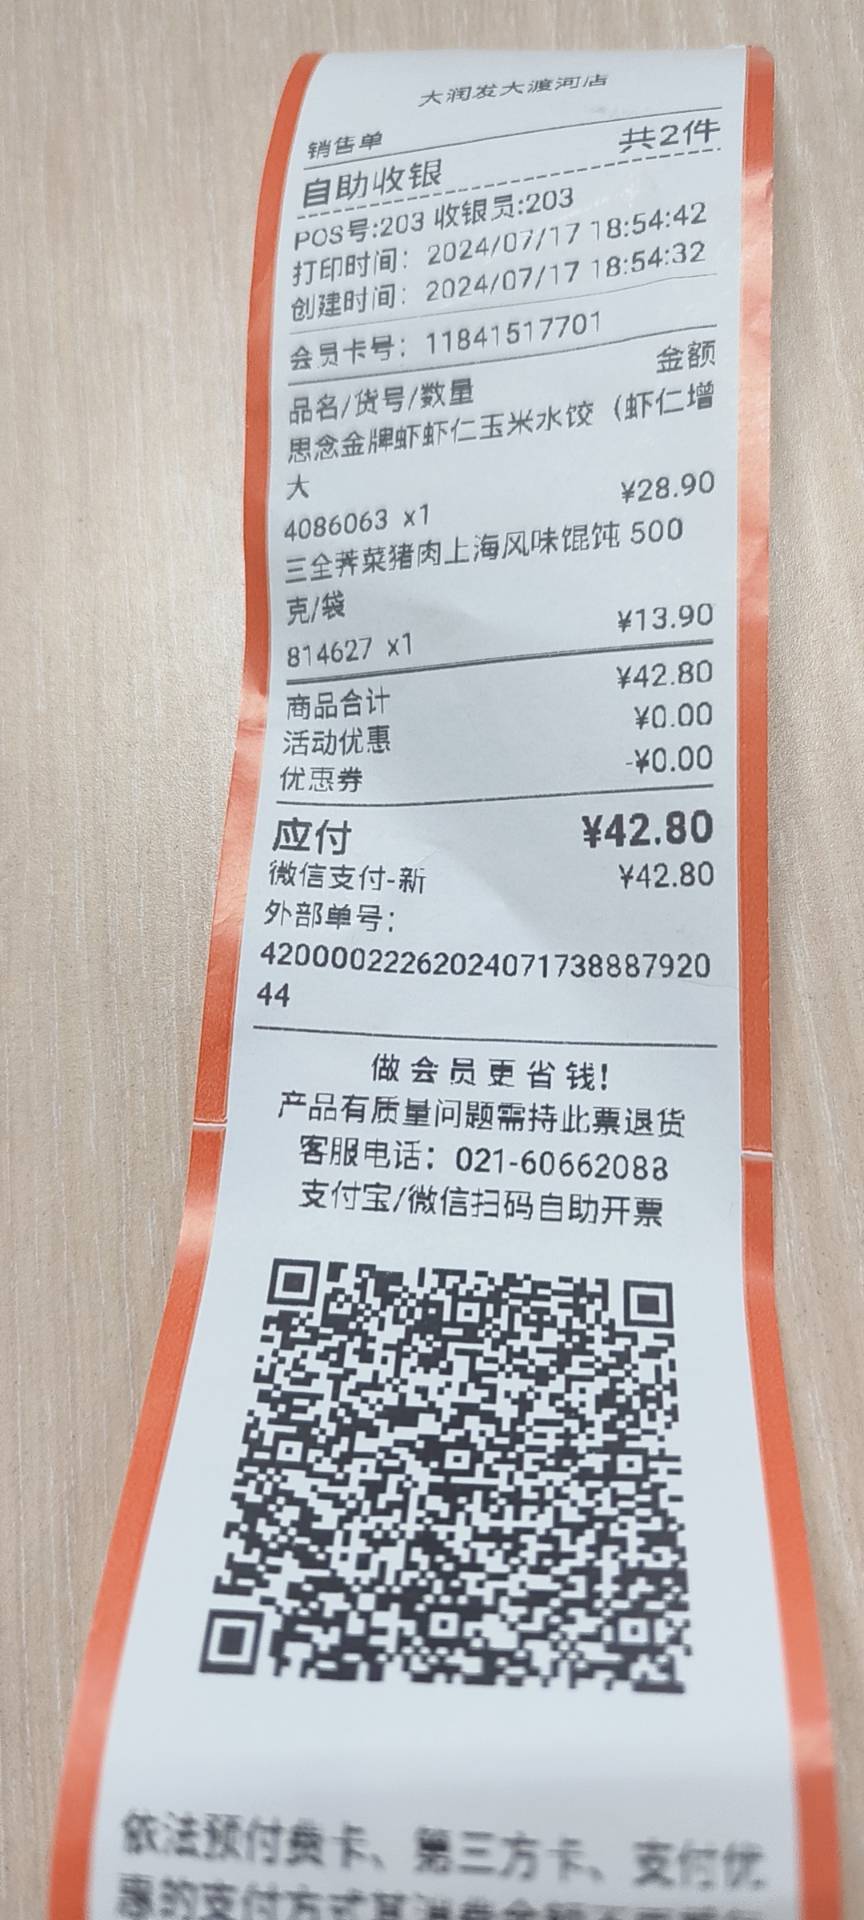 大润发大渡河店
销售单
共2件
自助收银
POS号:203 收银员:203
打印时间：2024/07/17 18:54:42
创建时间：2024/07/17 18:54:32
会员卡号：11841517701
品名/货号/数量 金额
思念金牌虾虾仁玉米水饺（虾仁增
大
4086063 x1 ¥28.90
三全荠菜猪肉上海风味馄饨 500
克/袋
814627 x1 ¥13.90
商品合计 ¥42.80
活动优惠 ¥0.00
优惠券 -¥0.00
应付 ¥42.80
微信支付-新 ¥42.80
外部单号：
42000022262024071738887920
44
做会员更省钱!
产品有质量问题需持此票退货
客服电话：021-60662088
支付宝/微信扫码自助开票
依法预付费卡、第三方卡、支付优
惠的支付方式其消费金额不